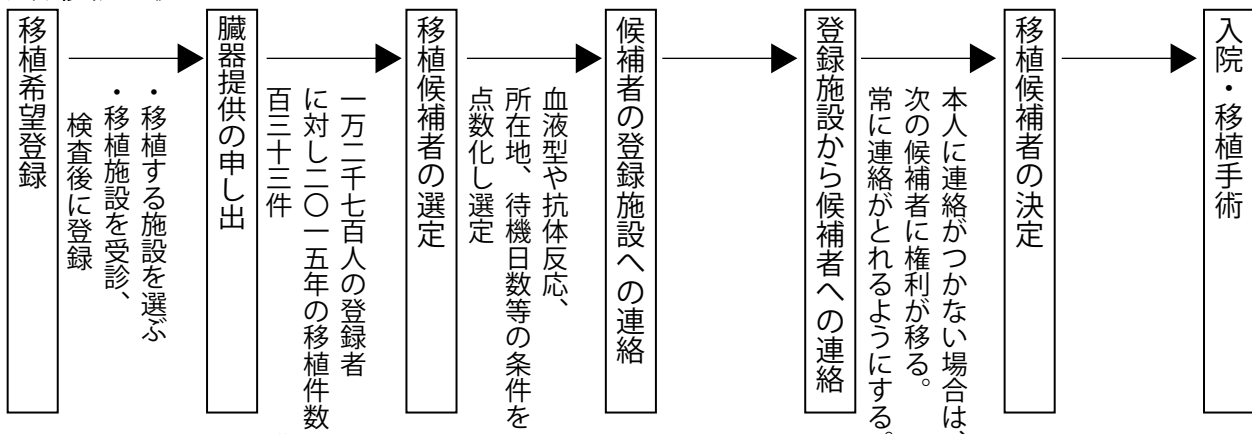 移植希望登録
・移植する施設を選ぶ
・移植施設を受診、
検査後に登録
臓器提供の申し出
一万二千七百人の登録者
に対し二〇一五年の移植件数
百三十三件
移植候補者の選定
血液型や抗体反応、
所在地、待機日数等の条件を
点数化し選定
候補者の登録施設への連絡
登録施設から候補者への連絡
本人に連絡がつかない場合は、
次の候補者に権利が移る。
常に連絡がとれるようにする。
移植候補者の決定
入院・移植手術